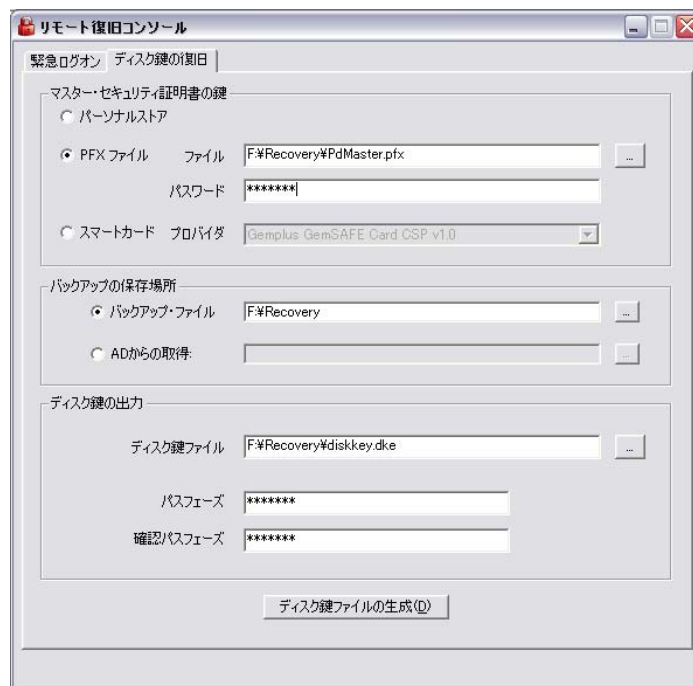 リモート復旧コンソール
緊急ログオン ディスク鍵の復旧
マスター・セキュリティ証明書の鍵
パーソナルストア
PFX ファイル ファイル F:¥Recovery¥PdMaster.pfx ...
パスワード *******
スマートカード プロバイダ Gemplus GemSAFE Card CSP v1.0
バックアップの保存場所
バックアップ・ファイル F:¥Recovery ...
ADからの取得: ...
ディスク鍵の出力
ディスク鍵ファイル F:¥Recovery¥diskkey.dke ...
パスフェーズ *******
確認パスフェーズ *******
ディスク鍵ファイルの生成(D)